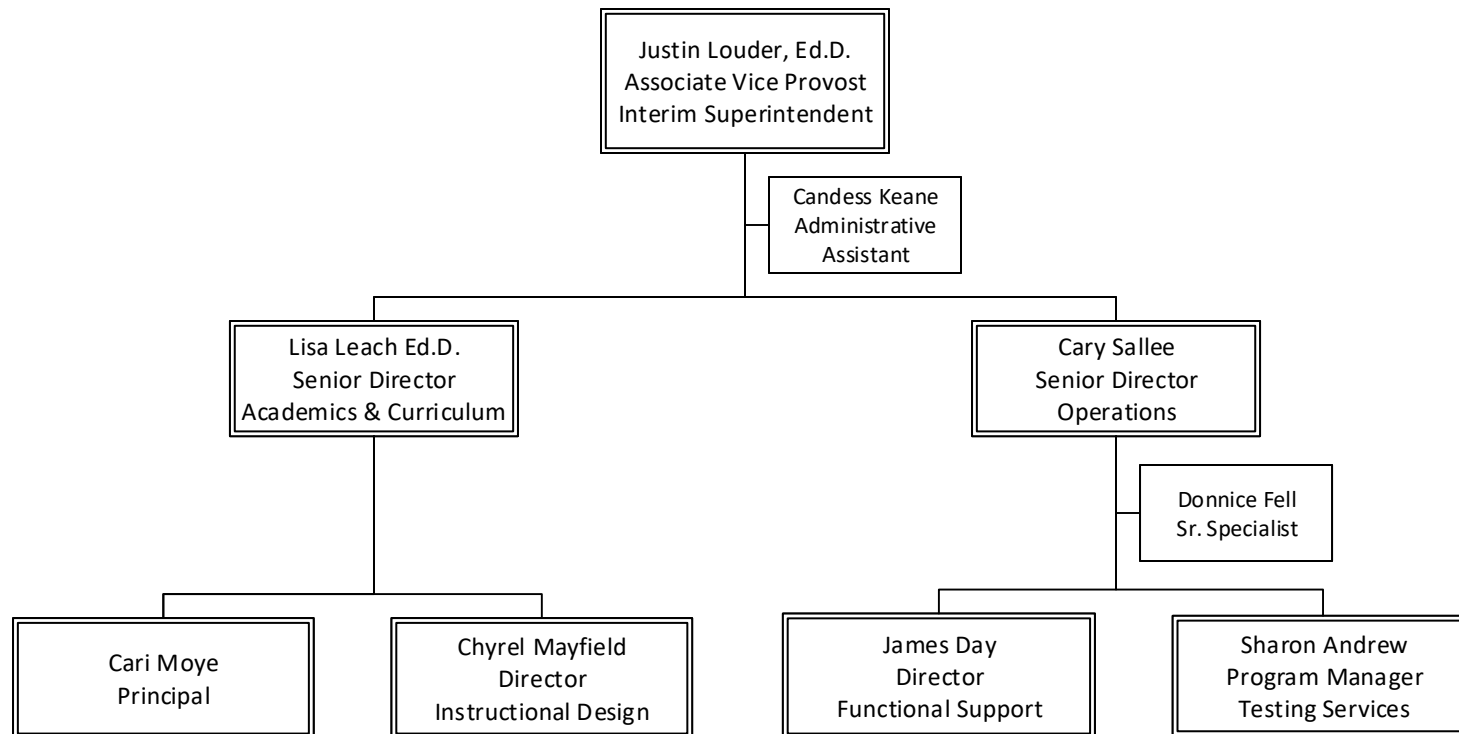 Justin Louder, Ed.D.
Associate Vice Provost
Interim Superintendent
Candess Keane
Administrative
Assistant
Lisa Leach Ed.D.
Senior Director
Academics & Curriculum
Cary Sallee
Senior Director
Operations
Donnice Fell
Sr. Specialist
Cari Moye
Principal
Chyrel Mayfield
Director
Instructional Design
James Day
Director
Functional Support
Sharon Andrew
Program Manager
Testing Services